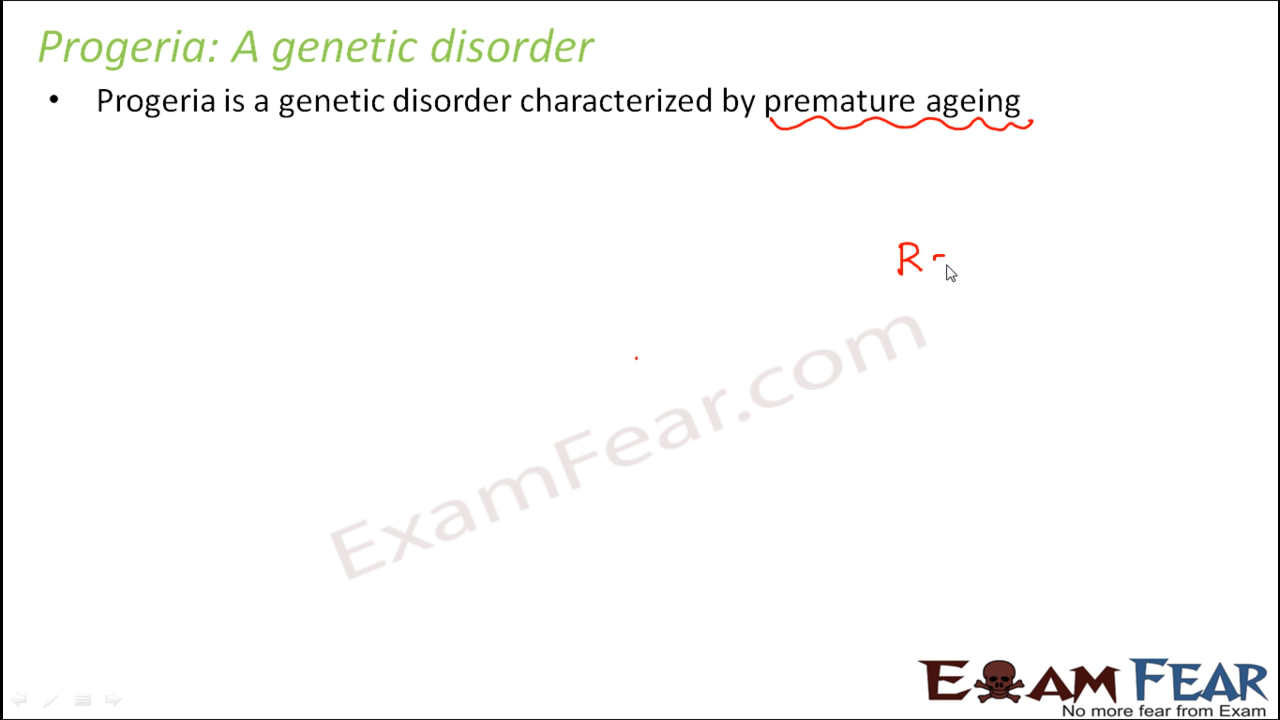 Progeria: A genetic disorder
• Progeria is a genetic disorder characterized by premature ageing
R -
ExamFear.com
EXAM FEAR
No more fear from Exam